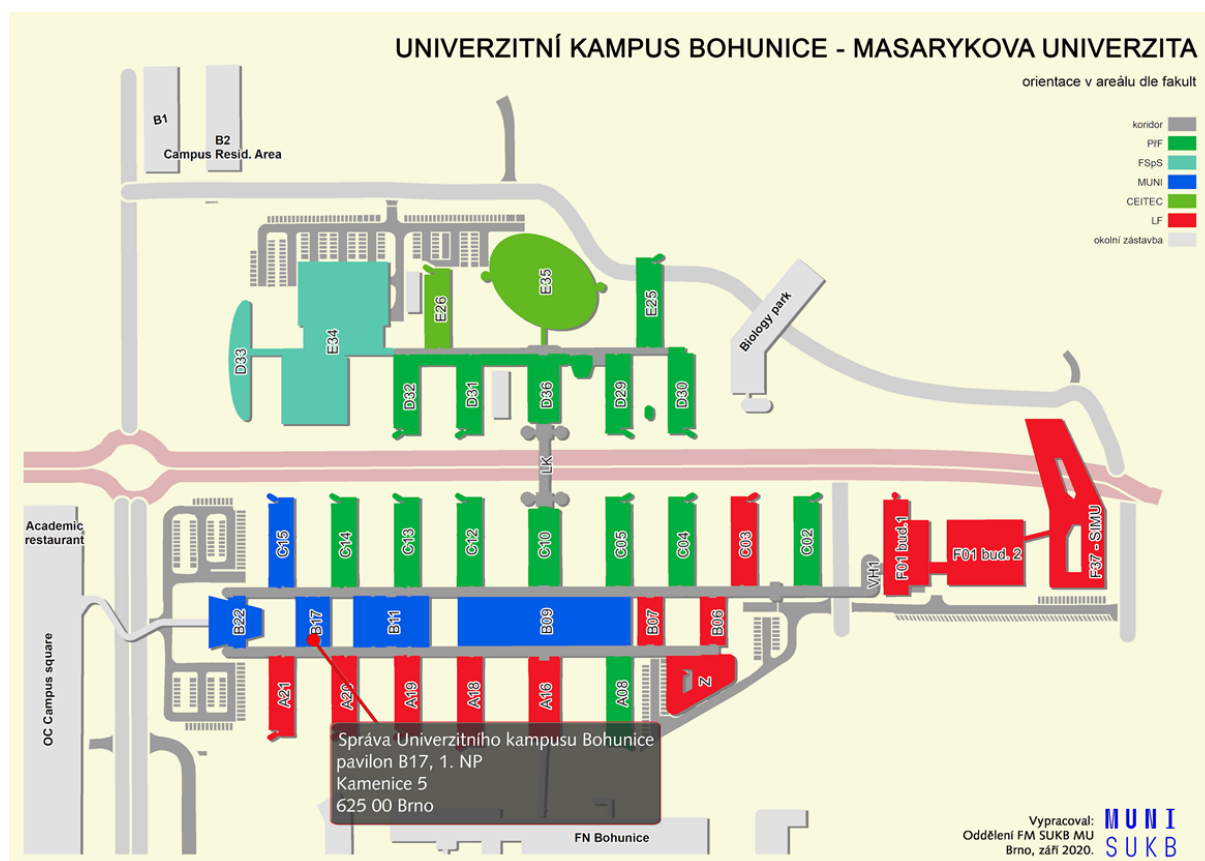 UNIVERZITNÍ KAMPUS BOHUNICE - MASARYKOVA UNIVERZITA
orientace v areálu dle fakult
koridor
PřF
FSpS
MUNI
CEITEC
LF
okolní zástavba
B1
B2
Campus Resid. Area
E35
E26
E25
E34
D33
Biology park
D32
D31
D36
D29
D30
LK
Academic
restaurant
C15
C14
C13
C12
C10
C05
C04
C03
C02
VH1
F01 bud.1
F01 bud. 2
F37 - SIMU
B22
B17
B11
B09
B07
B06
OC Campus square
A21
A20
A19
A18
A16
A08
Z
Správa Univerzitního kampusu Bohunice
pavilon B17, 1. NP
Kamenice 5
625 00 Brno
FN Bohunice
Vypracoval:
Oddělení FM SUKB MU
Brno, září 2020.
MUNI
SUKB